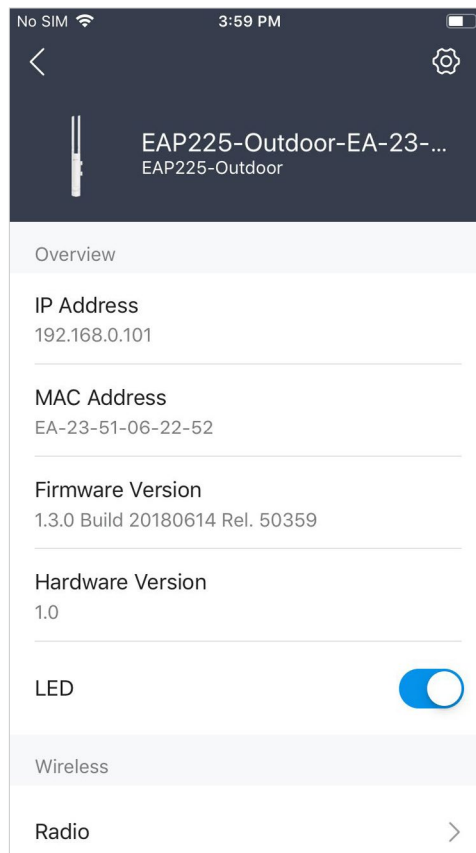 No SIM 3:59 PM
EAP225-Outdoor-EA-23-...
EAP225-Outdoor
Overview
IP Address
192.168.0.101
MAC Address
EA-23-51-06-22-52
Firmware Version
1.3.0 Build 20180614 Rel. 50359
Hardware Version
1.0
LED
Wireless
Radio